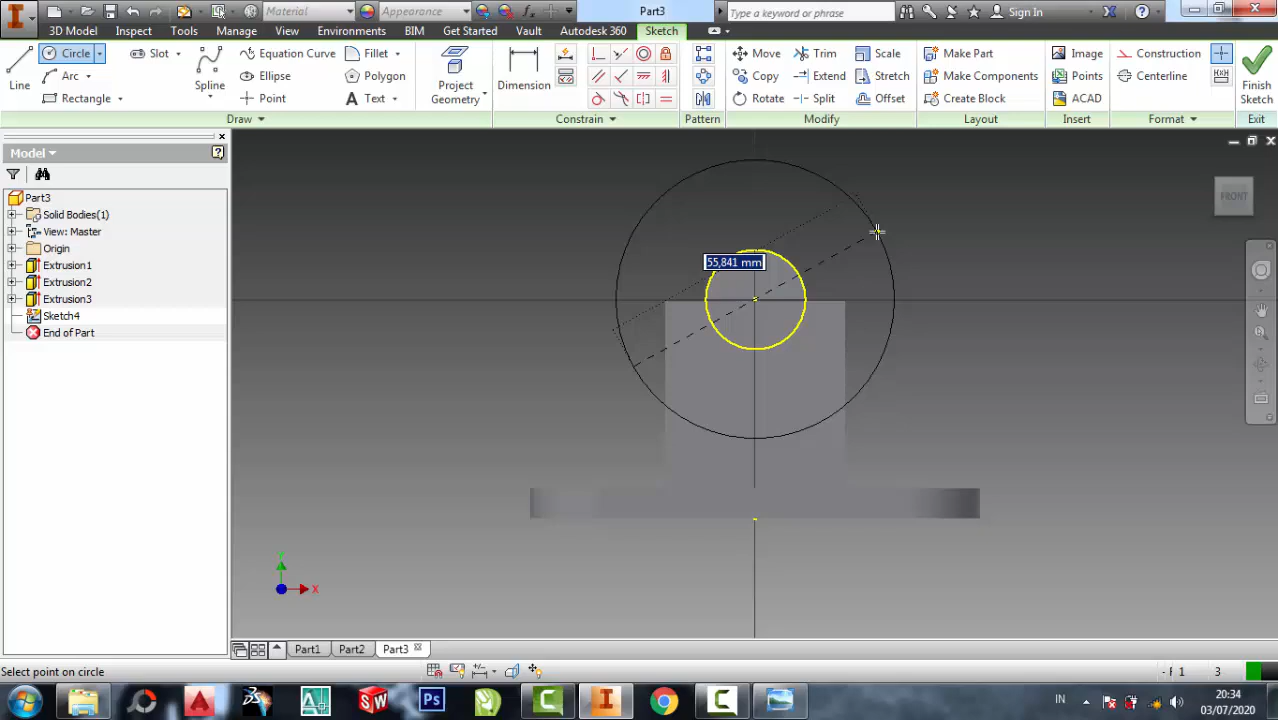 Material
Appearance
Part3
Type a keyword or phrase
Sign In
3D Model
Inspect
Tools
Manage
View
Environments
BIM
Get Started
Vault
Autodesk 360
Sketch
Line
Circle
Arc
Rectangle
Slot
Spline
Equation Curve
Ellipse
Point
Fillet
Polygon
Text
Project
Geometry
Dimension
Move
Copy
Rotate
Trim
Extend
Split
Scale
Stretch
Offset
Make Part
Make Components
Create Block
Image
Points
ACAD
Construction
Centerline
Finish
Sketch
Draw
Constrain
Pattern
Modify
Layout
Insert
Format
Exit
Model
Part3
Solid Bodies(1)
View: Master
Origin
Extrusion1
Extrusion2
Extrusion3
Sketch4
End of Part
FRONT
55,841 mm
X
Part1
Part2
Part3
Select point on circle
1
3
SW
Ps
IN
20:34
03/07/2020